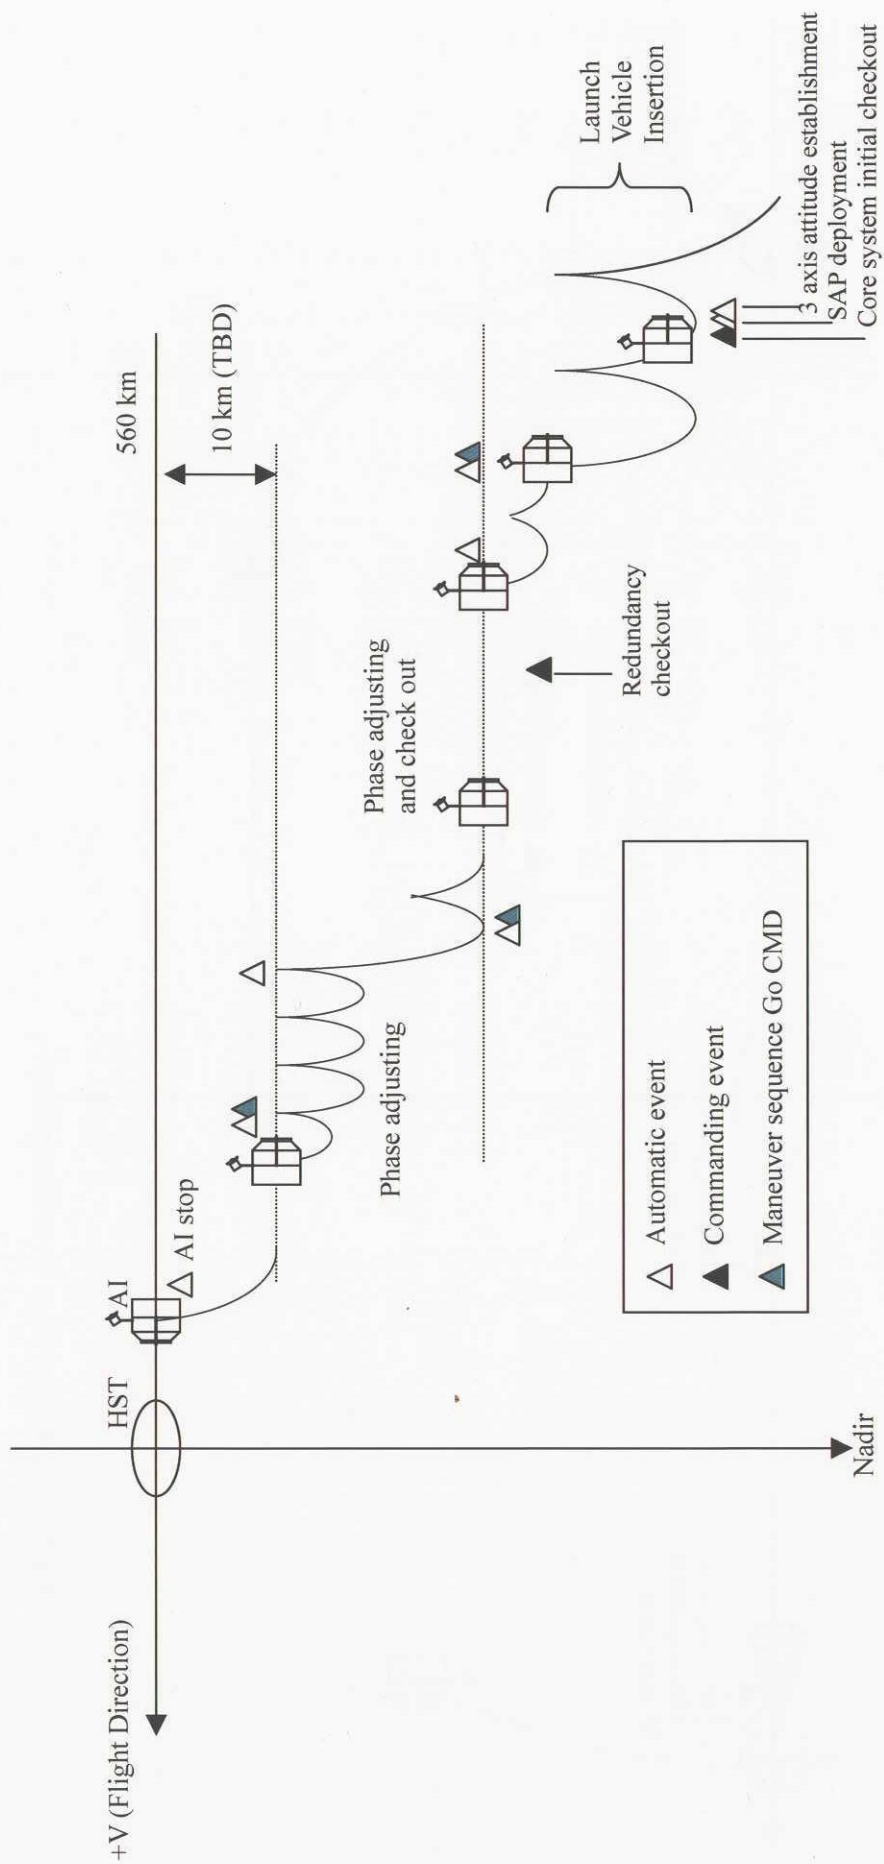 +V (Flight Direction)
HST
AI
AI stop
560 km
10 km (TBD)
Phase adjusting
Phase adjusting
and check out
Redundancy
checkout
Launch
Vehicle
Insertion
3 axis attitude establishment
SAP deployment
Core system initial checkout
Automatic event
Commanding event
Maneuver sequence Go CMD
Nadir